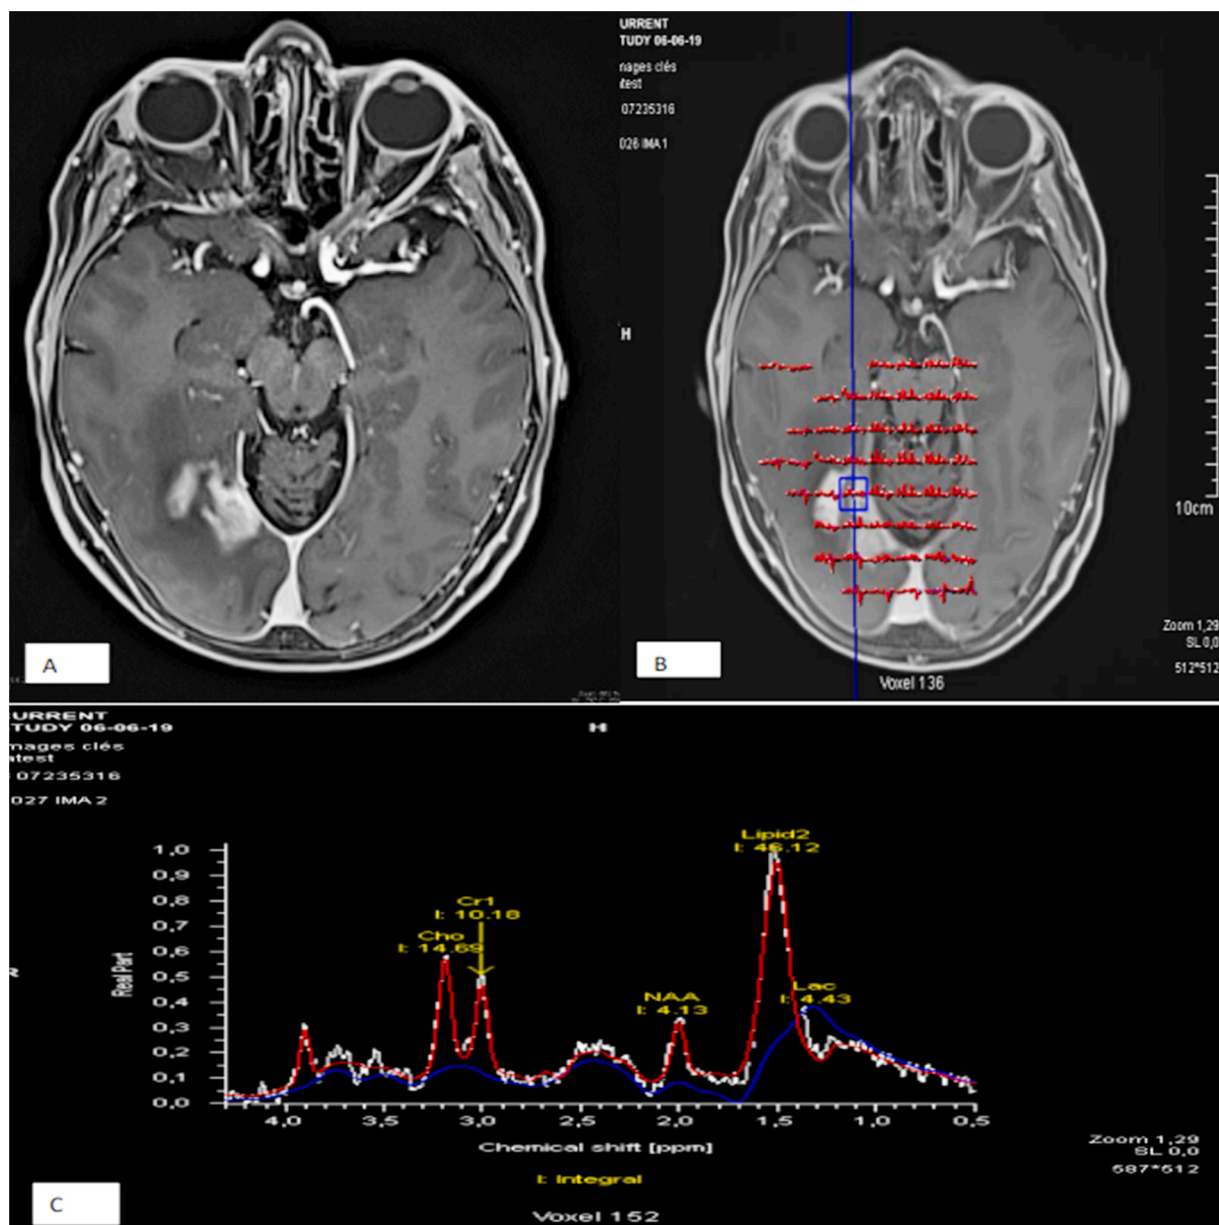 URRENT
TUDY 06-06-19
nages clés
test
07235316
026 IMA 1
H
10cm
Zoom 1,29
SL 0,0
512*512
A
B
Voxel 136
CURRENT
TUDY 06-06-19
mages clés
atest
07235316
027 IMA 2
H
Lipid2
I: 46.12
Cr1
I: 10.18
Cho
I: 14.69
NAA
I: 4.13
Lac
I: 4.43
1,0
0,9
0,8
0,7
0,6
0,5
0,4
0,3
0,2
0,1
0,0
Real Part
4,0 3,5 3,0 2,5 2,0 1,5 1,0 0,5
Chemical shift [ppm]
I: Integral
Voxel 152
Zoom 1,29
SL 0,0
587*512
C